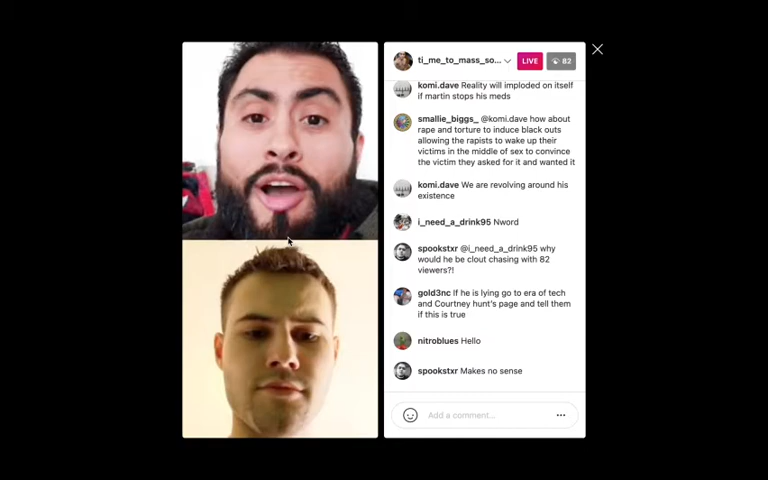 ti_me_to_mass_so...
LIVE
82
komi.dave Reality will imploded on itself
if martin stops his meds
smallie_biggs_ @komi.dave how about
rape and torture to induce black outs
allowing the rapists to wake up their
victims in the middle of sex to convince
the victim they asked for it and wanted it
komi.dave We are revolving around his
existence
i_need_a_drink95 Nword
spookstxr @i_need_a_drink95 why
would he be clout chasing with 82
viewers?!
gold3nc If he is lying go to era of tech
and Courtney hunt's page and tell them
if this is true
nitroblues Hello
spookstxr Makes no sense
Add a comment...